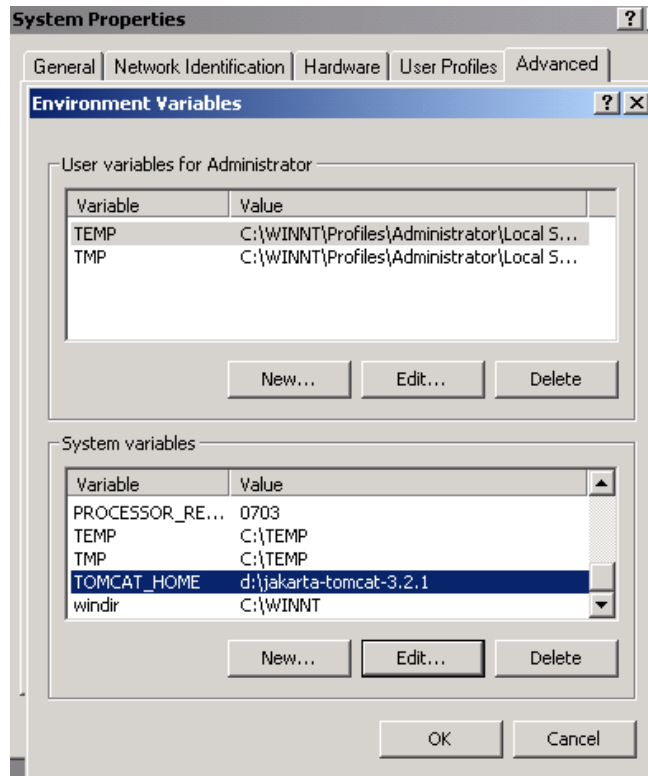 System Properties
General Network Identification Hardware User Profiles Advanced
Environment Variables
User variables for Administrator
Variable Value
TEMP C:\WINNT\Profiles\Administrator\Local S...
TMP C:\WINNT\Profiles\Administrator\Local S...
New... Edit... Delete
System variables
Variable Value
PROCESSOR_RE... 0703
TEMP C:\TEMP
TMP C:\TEMP
TOMCAT_HOME d:\jakarta-tomcat-3.2.1
windir C:\WINNT
New... Edit... Delete
OK Cancel